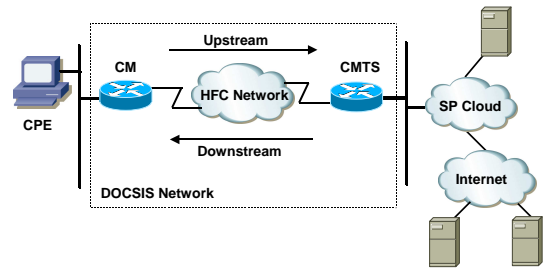 Upstream
CM
CMTS
HFC Network
SP Cloud
CPE
Downstream
Internet
DOCSIS Network